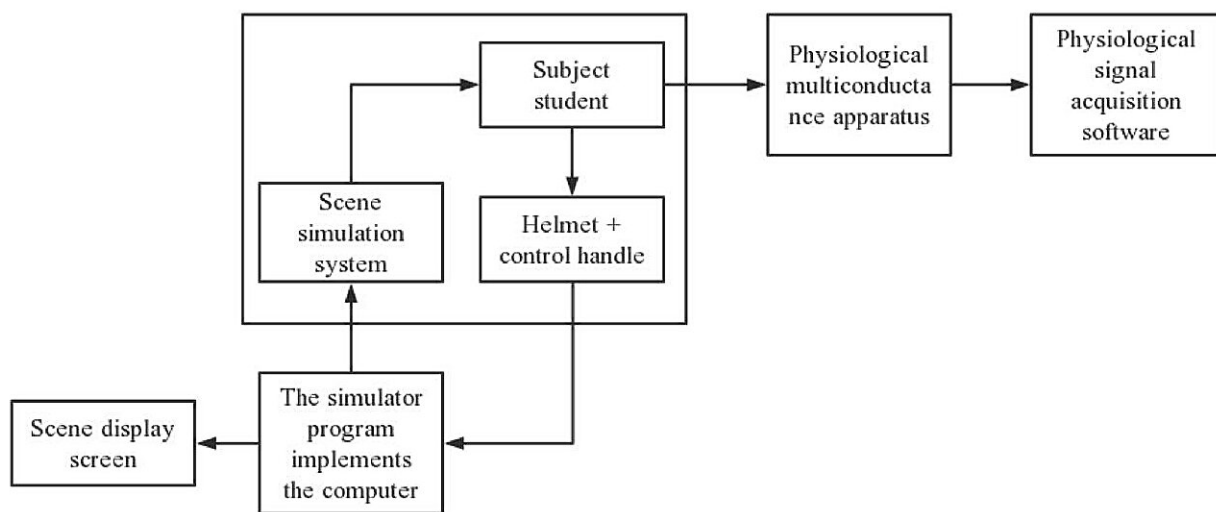 Subject
student
Physiological
multiconducta
nce apparatus
Physiological
signal
acquisition
software
Scene
simulation
system
Helmet +
control handle
Scene display
screen
The simulator
program
implements
the computer